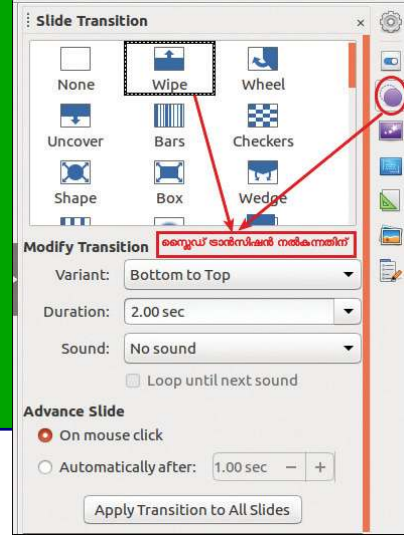 Slide Transition
None Wipe Wheel
Uncover Bars Checkers
Shape Box Wedge
സ്ലൈഡ് ട്രാൻസിഷൻ നൽകുന്നതിന്
Modify Transition
Variant: Bottom to Top
Duration: 2.00 sec
Sound: No sound
Loop until next sound
Advance Slide
On mouse click
Automatically after: 1.00 sec − +
Apply Transition to All Slides